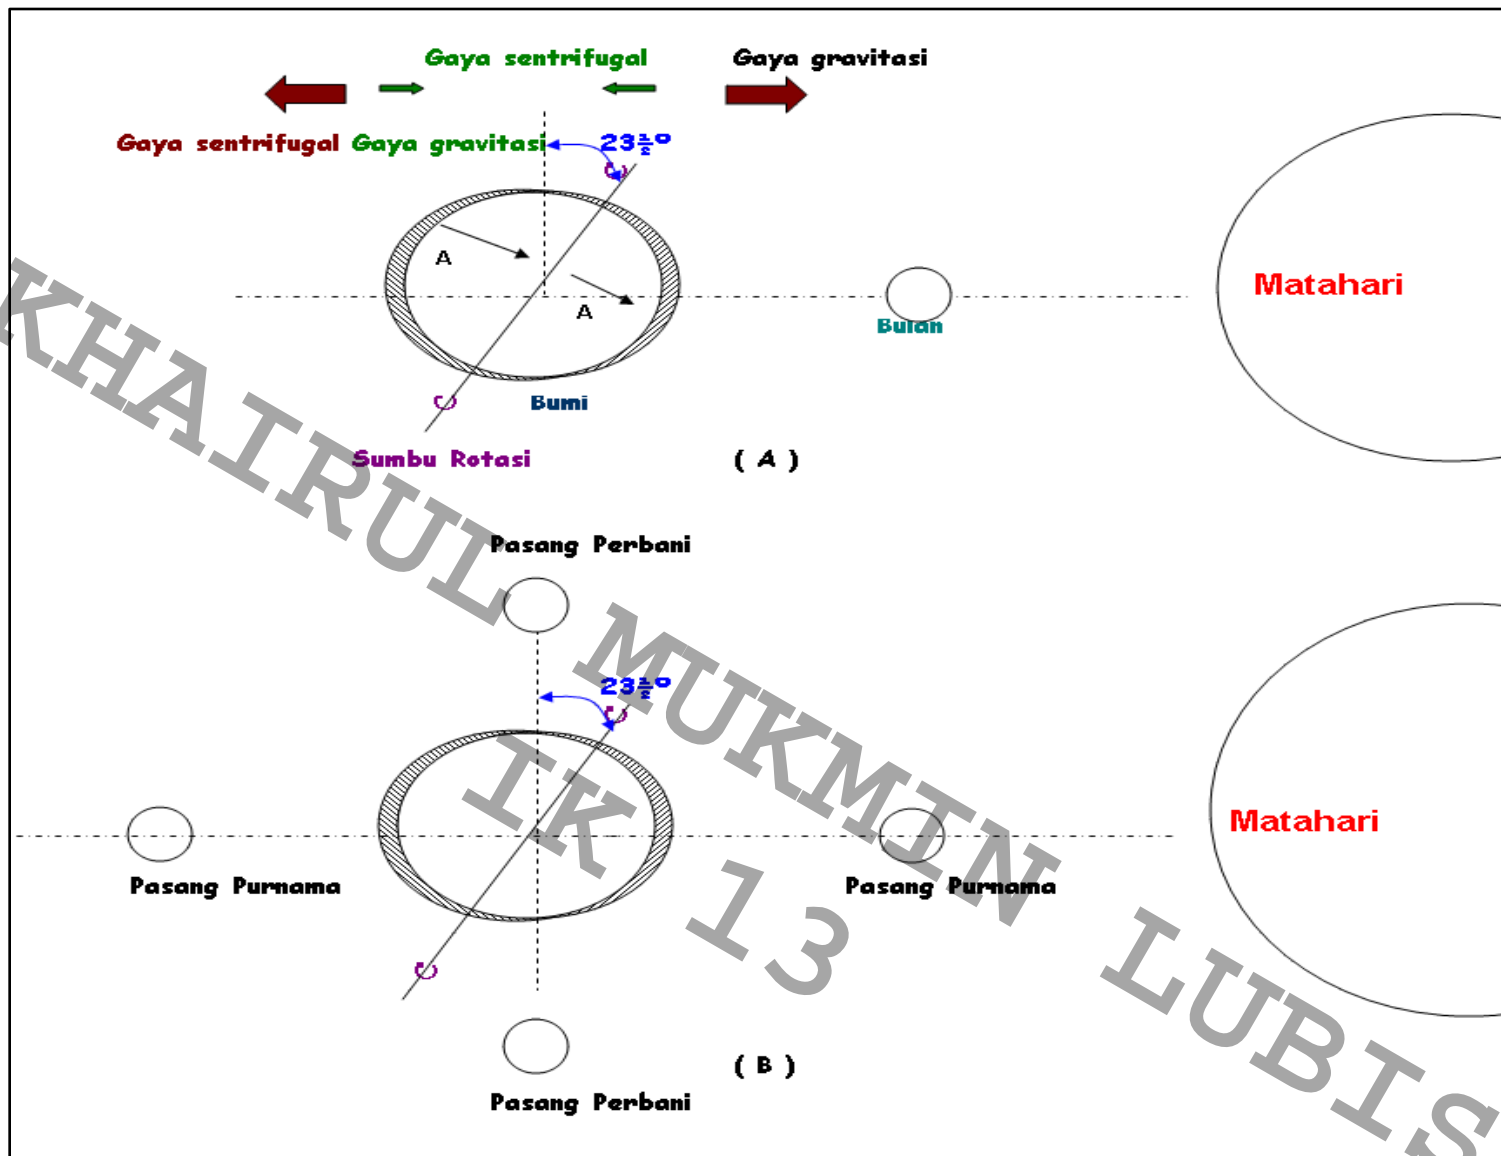 Gaya sentrifugal
Gaya gravitasi
Gaya sentrifugal Gaya gravitasi
23½°
A
A
Matahari
Bulan
Bumi
Sumbu Rotasi
( A )
Pasang Perbani
23½°
Matahari
Pasang Purnama
Pasang Purnama
( B )
Pasang Perbani
KHAIRUL MUKMIN LUBIS
IK 13